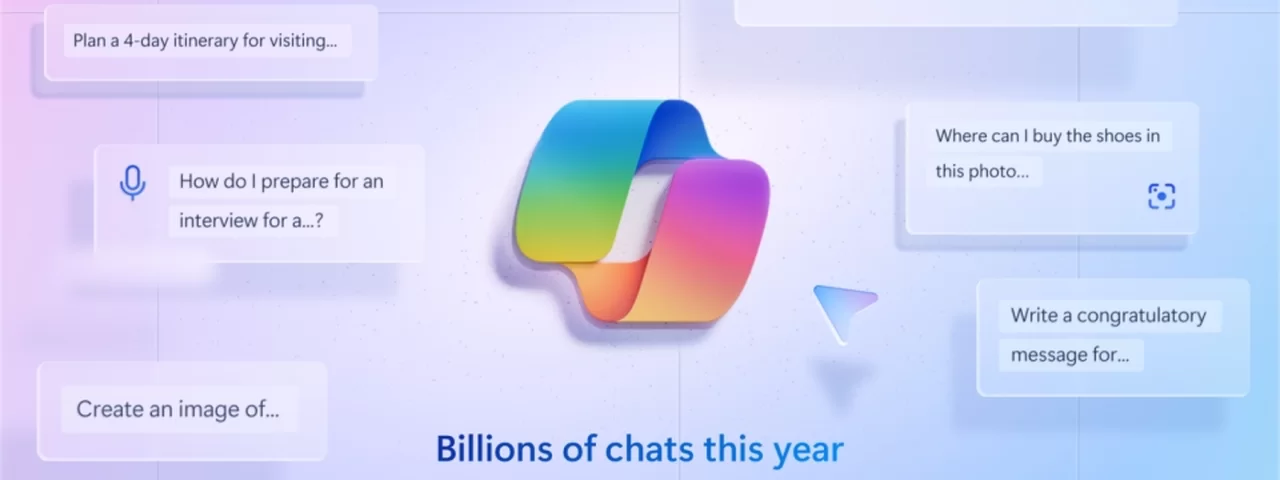 Plan a 4-day itinerary for visiting...
How do I prepare for an
interview for a...?
Create an image of...
Where can I buy the shoes in
this photo...
Write a congratulatory
message for...
Billions of chats this year